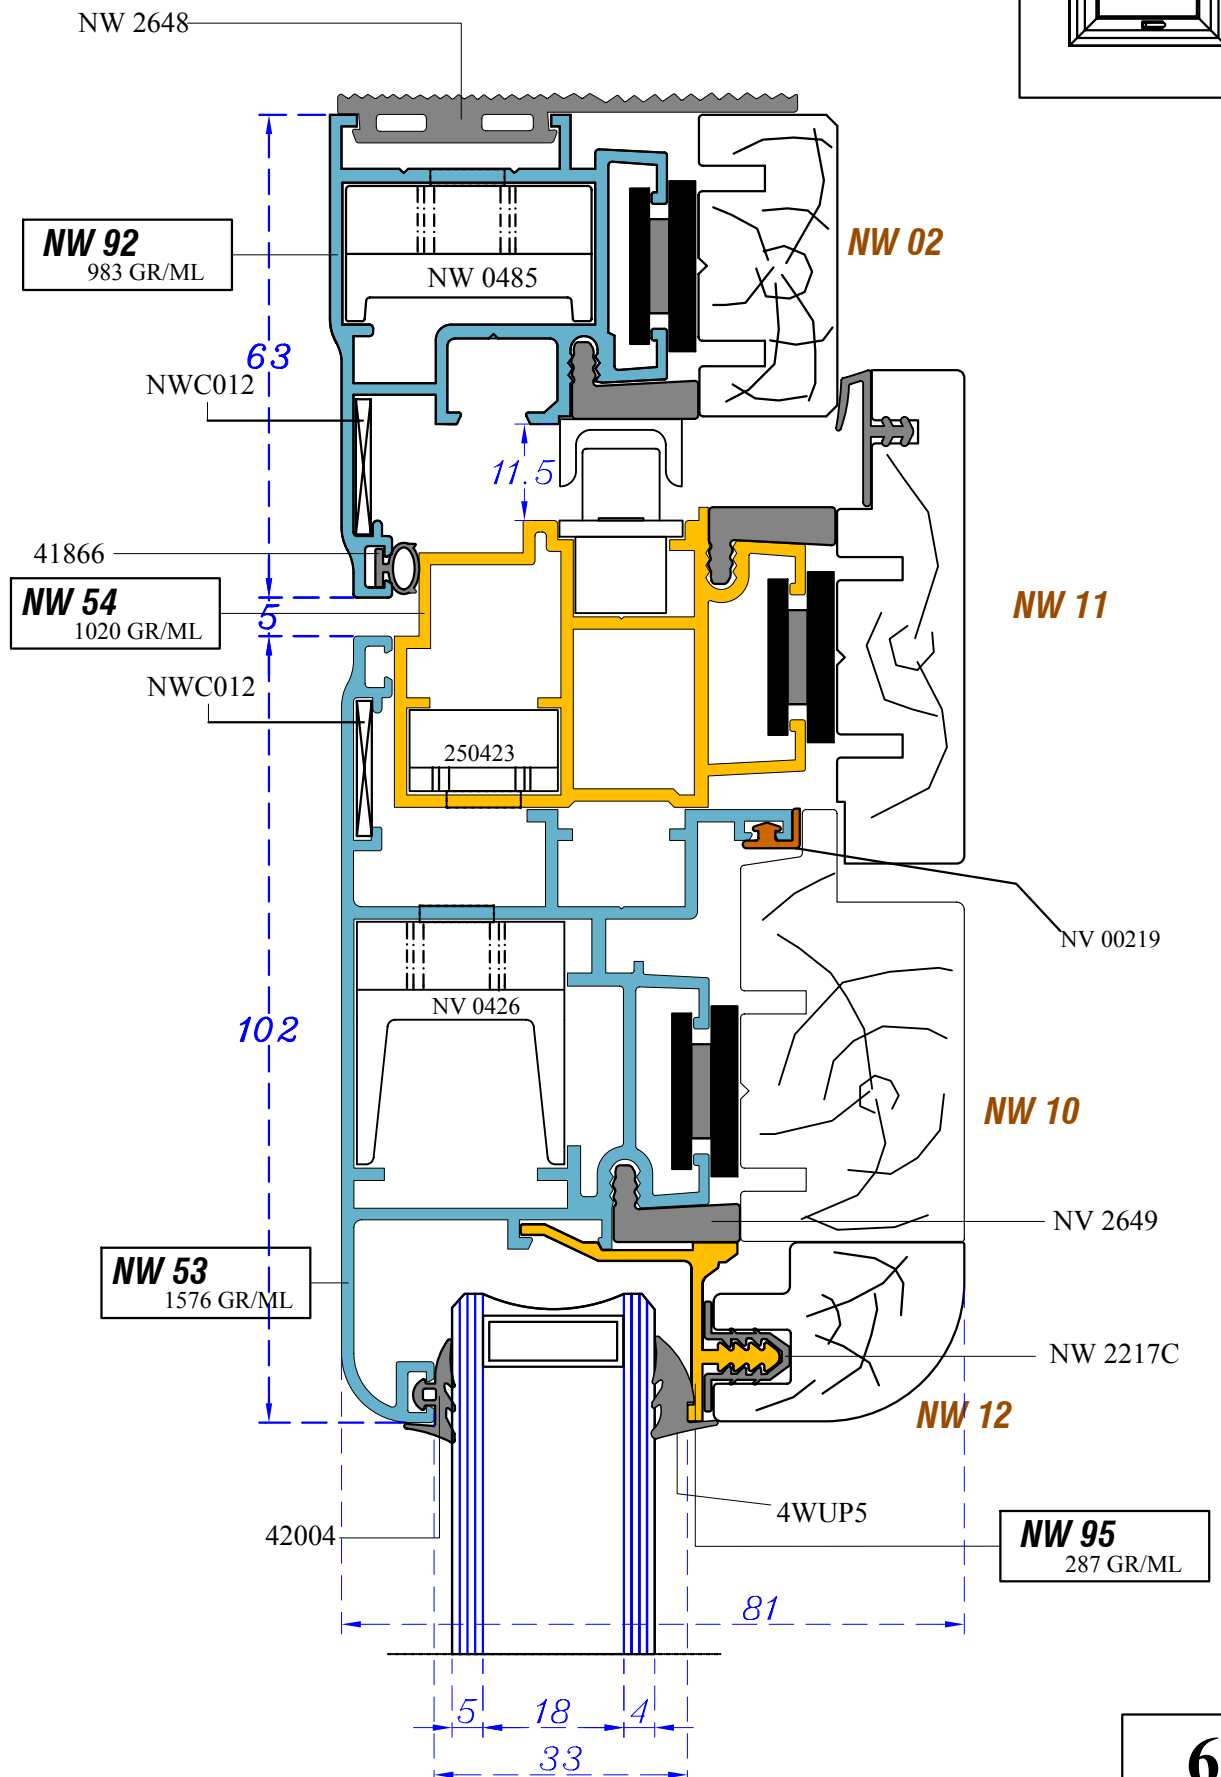 NW 2648
NW 92
983 GR/ML
NW 0485
NW 02
63
NWC012
11.5
41866
NW 54
1020 GR/ML
5
NW 11
NWC012
250423
NV 00219
102
NV 0426
NW 10
NV 2649
NW 53
1576 GR/ML
NW 2217C
NW 12
42004
4WUP5
NW 95
287 GR/ML
81
5
18
4
33
6